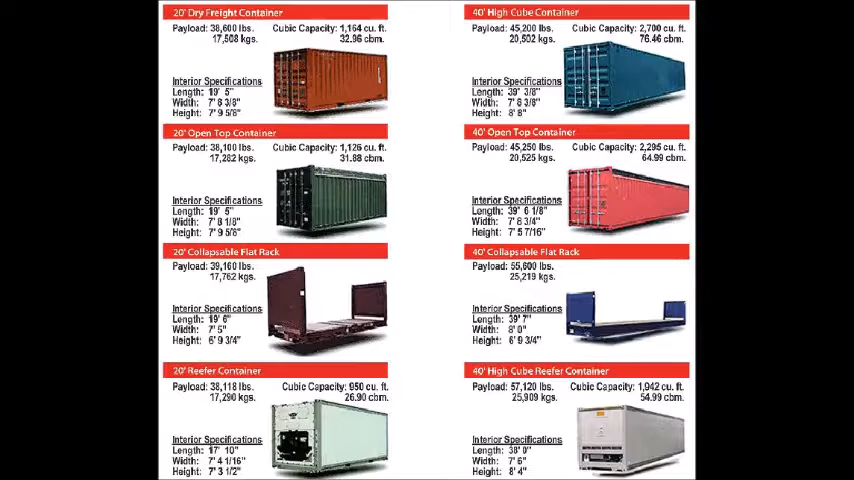 20' Dry Freight Container
Payload: 38,600 lbs.
17,508 kgs.
Cubic Capacity: 1,164 cu. ft.
32.96 cbm.
Interior Specifications
Length: 19' 5"
Width: 7' 8 3/8"
Height: 7' 9 5/8"
40' High Cube Container
Payload: 45,200 lbs.
20,502 kgs.
Cubic Capacity: 2,700 cu. ft.
76.46 cbm.
Interior Specifications
Length: 39' 3/8"
Width: 7' 8 3/8"
Height: 8' 8"
20' Open Top Container
Payload: 38,100 lbs.
17,282 kgs.
Cubic Capacity: 1,126 cu. ft.
31.88 cbm.
Interior Specifications
Length: 19' 5"
Width: 7' 8 1/8"
Height: 7' 9 5/8"
40' Open Top Container
Payload: 45,250 lbs.
20,525 kgs.
Cubic Capacity: 2,295 cu. ft.
64.99 cbm.
Interior Specifications
Length: 39' 6 1/8"
Width: 7' 8 3/4"
Height: 7' 5 7/16"
20' Collapsable Flat Rack
Payload: 39,160 lbs.
17,762 kgs.
Interior Specifications
Length: 19' 6"
Width: 7' 5"
Height: 6' 9 3/4"
40' Collapsable Flat Rack
Payload: 55,600 lbs.
25,219 kgs.
Interior Specifications
Length: 39' 7"
Width: 8' 0"
Height: 6' 9 3/4"
20' Reefer Container
Payload: 38,118 lbs.
17,290 kgs.
Cubic Capacity: 950 cu. ft.
26.90 cbm.
Interior Specifications
Length: 17' 10"
Width: 7' 4 1/16"
Height: 7' 3 1/2"
40' High Cube Reefer Container
Payload: 57,120 lbs.
25,909 kgs.
Cubic Capacity: 1,942 cu. ft.
54.99 cbm.
Interior Specifications
Length: 38' 0"
Width: 7' 6"
Height: 8' 4"